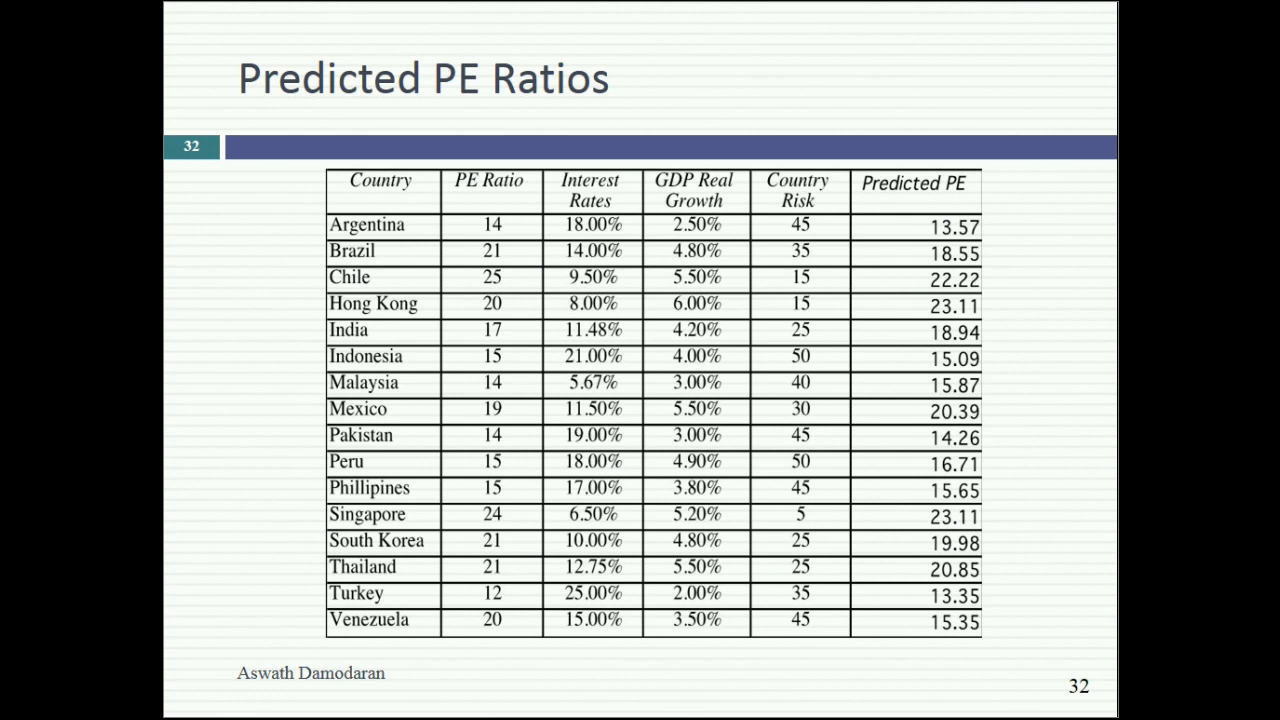 Predicted PE Ratios
32
Country PE Ratio Interest Rates GDP Real Growth Country Risk Predicted PE
Argentina 14 18.00% 2.50% 45 13.57
Brazil 21 14.00% 4.80% 35 18.55
Chile 25 9.50% 5.50% 15 22.22
Hong Kong 20 8.00% 6.00% 15 23.11
India 17 11.48% 4.20% 25 18.94
Indonesia 15 21.00% 4.00% 50 15.09
Malaysia 14 5.67% 3.00% 40 15.87
Mexico 19 11.50% 5.50% 30 20.39
Pakistan 14 19.00% 3.00% 45 14.26
Peru 15 18.00% 4.90% 50 16.71
Phillipines 15 17.00% 3.80% 45 15.65
Singapore 24 6.50% 5.20% 5 23.11
South Korea 21 10.00% 4.80% 25 19.98
Thailand 21 12.75% 5.50% 25 20.85
Turkey 12 25.00% 2.00% 35 13.35
Venezuela 20 15.00% 3.50% 45 15.35
Aswath Damodaran
32